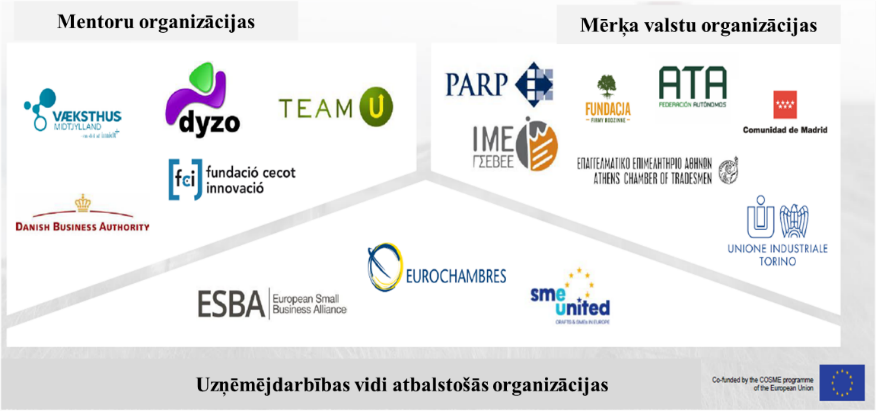 Mentoru organizācijas
VÆKSTHUS
MIDTJYLLAND
dyzo
TEAM U
[fci] fundació cecot
innovació
DANISH BUSINESS AUTHORITY
Mērķa valstu organizācijas
PARP
FUNDACJA
FIRMY RODZINNE
ATA
FEDERACIÓN AUTÓNOMOS
Comunidad de Madrid
IME
ΓΣΕΒΕΕ
ΕΠΑΓΓΕΛΜΑΤΙΚΟ ΕΠΙΜΕΛΗΤΗΡΙΟ ΑΘΗΝΩΝ
ATHENS CHAMBER OF TRADESMEN
UNIONE INDUSTRIALE
TORINO
EUROCHAMBRES
ESBA European Small
Business Alliance
sme
united
CRAFTS & SMEs IN EUROPE
Uzņēmējdarbības vidi atbalstošās organizācijas
Co-funded by the COSME programme
of the European Union